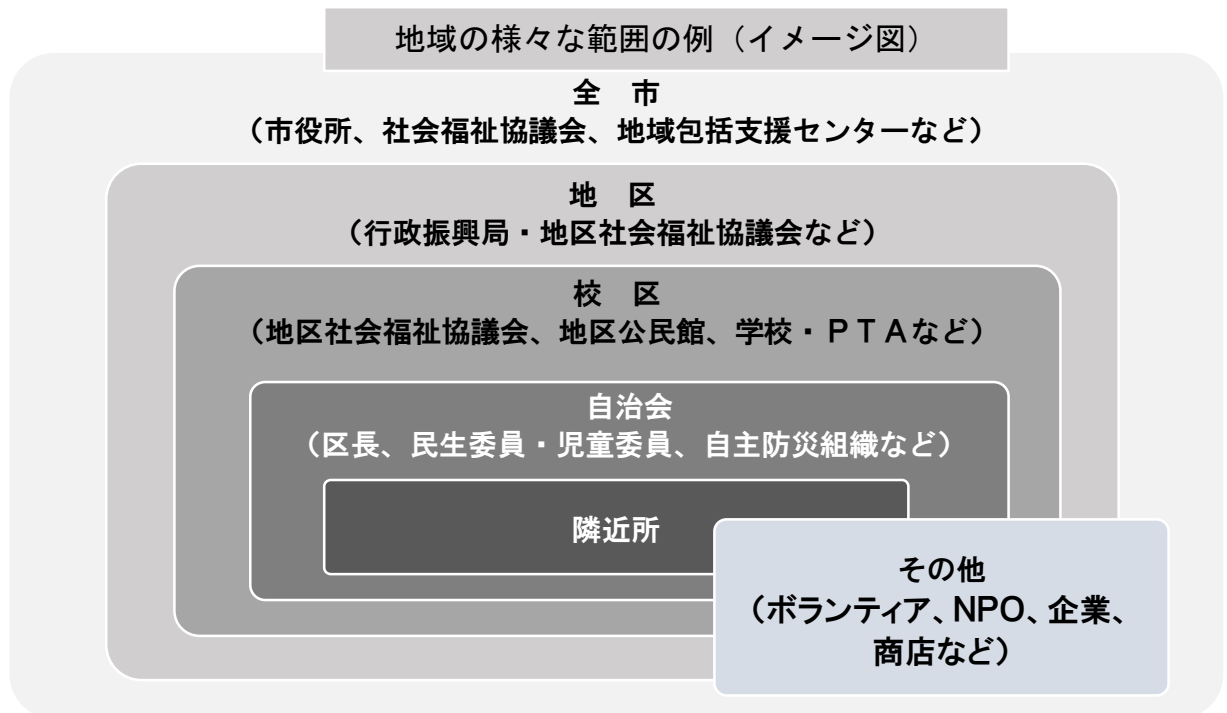 地域の様々な範囲の例（イメージ図）
全　市
（市役所、社会福祉協議会、地域包括支援センターなど）
地　区
（行政振興局・地区社会福祉協議会など）
校　区
（地区社会福祉協議会、地区公民館、学校・ＰＴＡなど）
自治会
（区長、民生委員・児童委員、自主防災組織など）
隣近所
その他
（ボランティア、NPO、企業、
商店など）